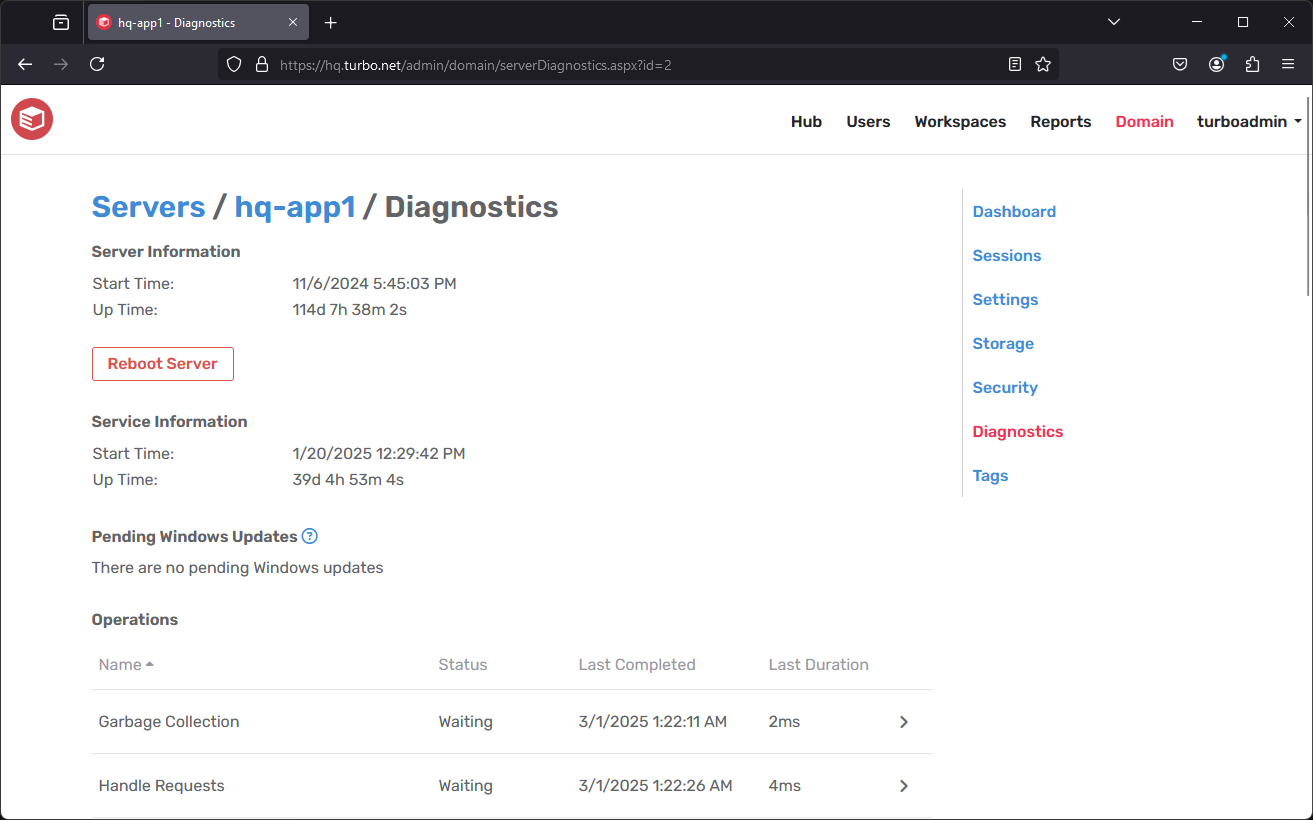 hq-app1 - Diagnostics
https://hq.turbo.net/admin/domain/serverDiagnostics.aspx?id=2
Hub Users Workspaces Reports Domain turboadmin
Servers / hq-app1 / Diagnostics
Server Information
Start Time: 11/6/2024 5:45:03 PM
Up Time: 114d 7h 38m 2s
Reboot Server
Service Information
Start Time: 1/20/2025 12:29:42 PM
Up Time: 39d 4h 53m 4s
Pending Windows Updates ?
There are no pending Windows updates
Operations
Name Status Last Completed Last Duration
Garbage Collection Waiting 3/1/2025 1:22:11 AM 2ms
Handle Requests Waiting 3/1/2025 1:22:26 AM 4ms
Dashboard
Sessions
Settings
Storage
Security
Diagnostics
Tags